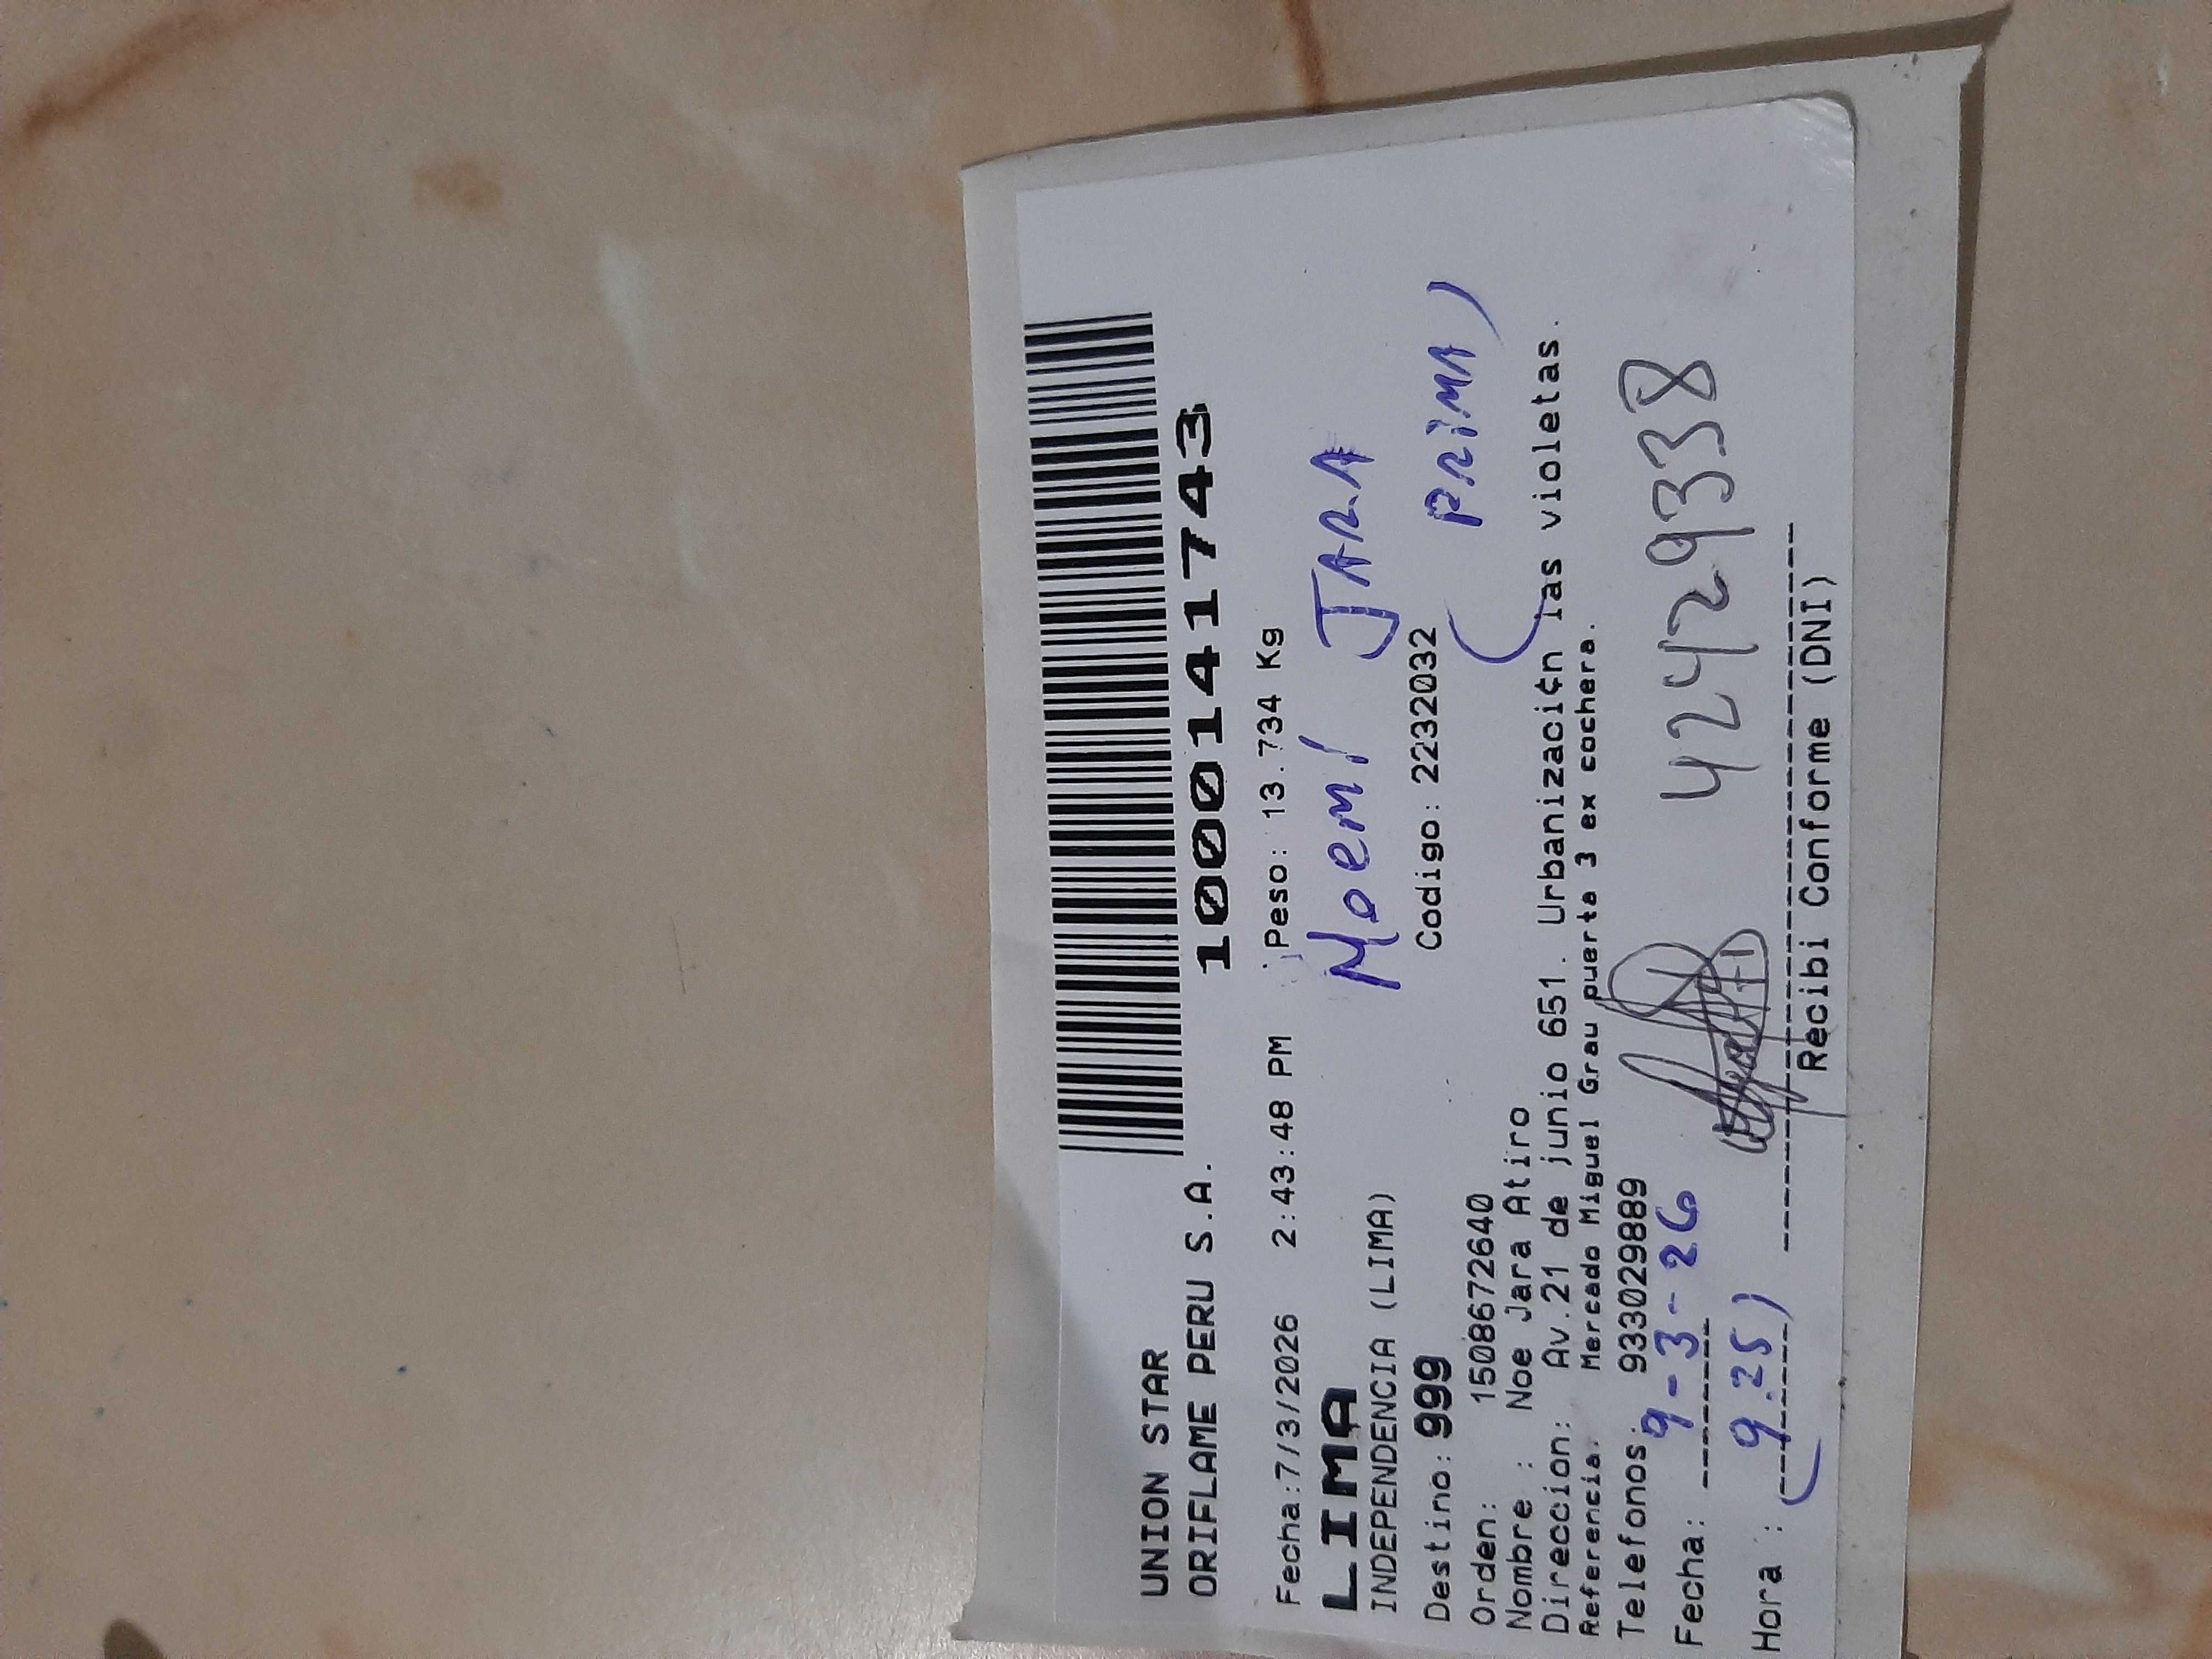 UNION STAR
ORIFLAME PERU S.A.
1000141743
Fecha:7/3/2026 2:43:48 PM Peso: 13.734 Kg
LIMA
Noemí JARA
INDEPENDENCIA (LIMA)
Destino: 999 Codigo: 2232032
(PRIMA)
Orden: 1508672640
Nombre : Noe Jara Atiro
Direccion: Av.21 de junio 651. Urbanizaci¢n las violetas.
Referencia. Mercado Miguel Grau puerta 3 ex cochera.
Telefonos. 933029889
Fecha: 9-3-26 42429338
Hora : (9.25)
Recibi Conforme (DNI)